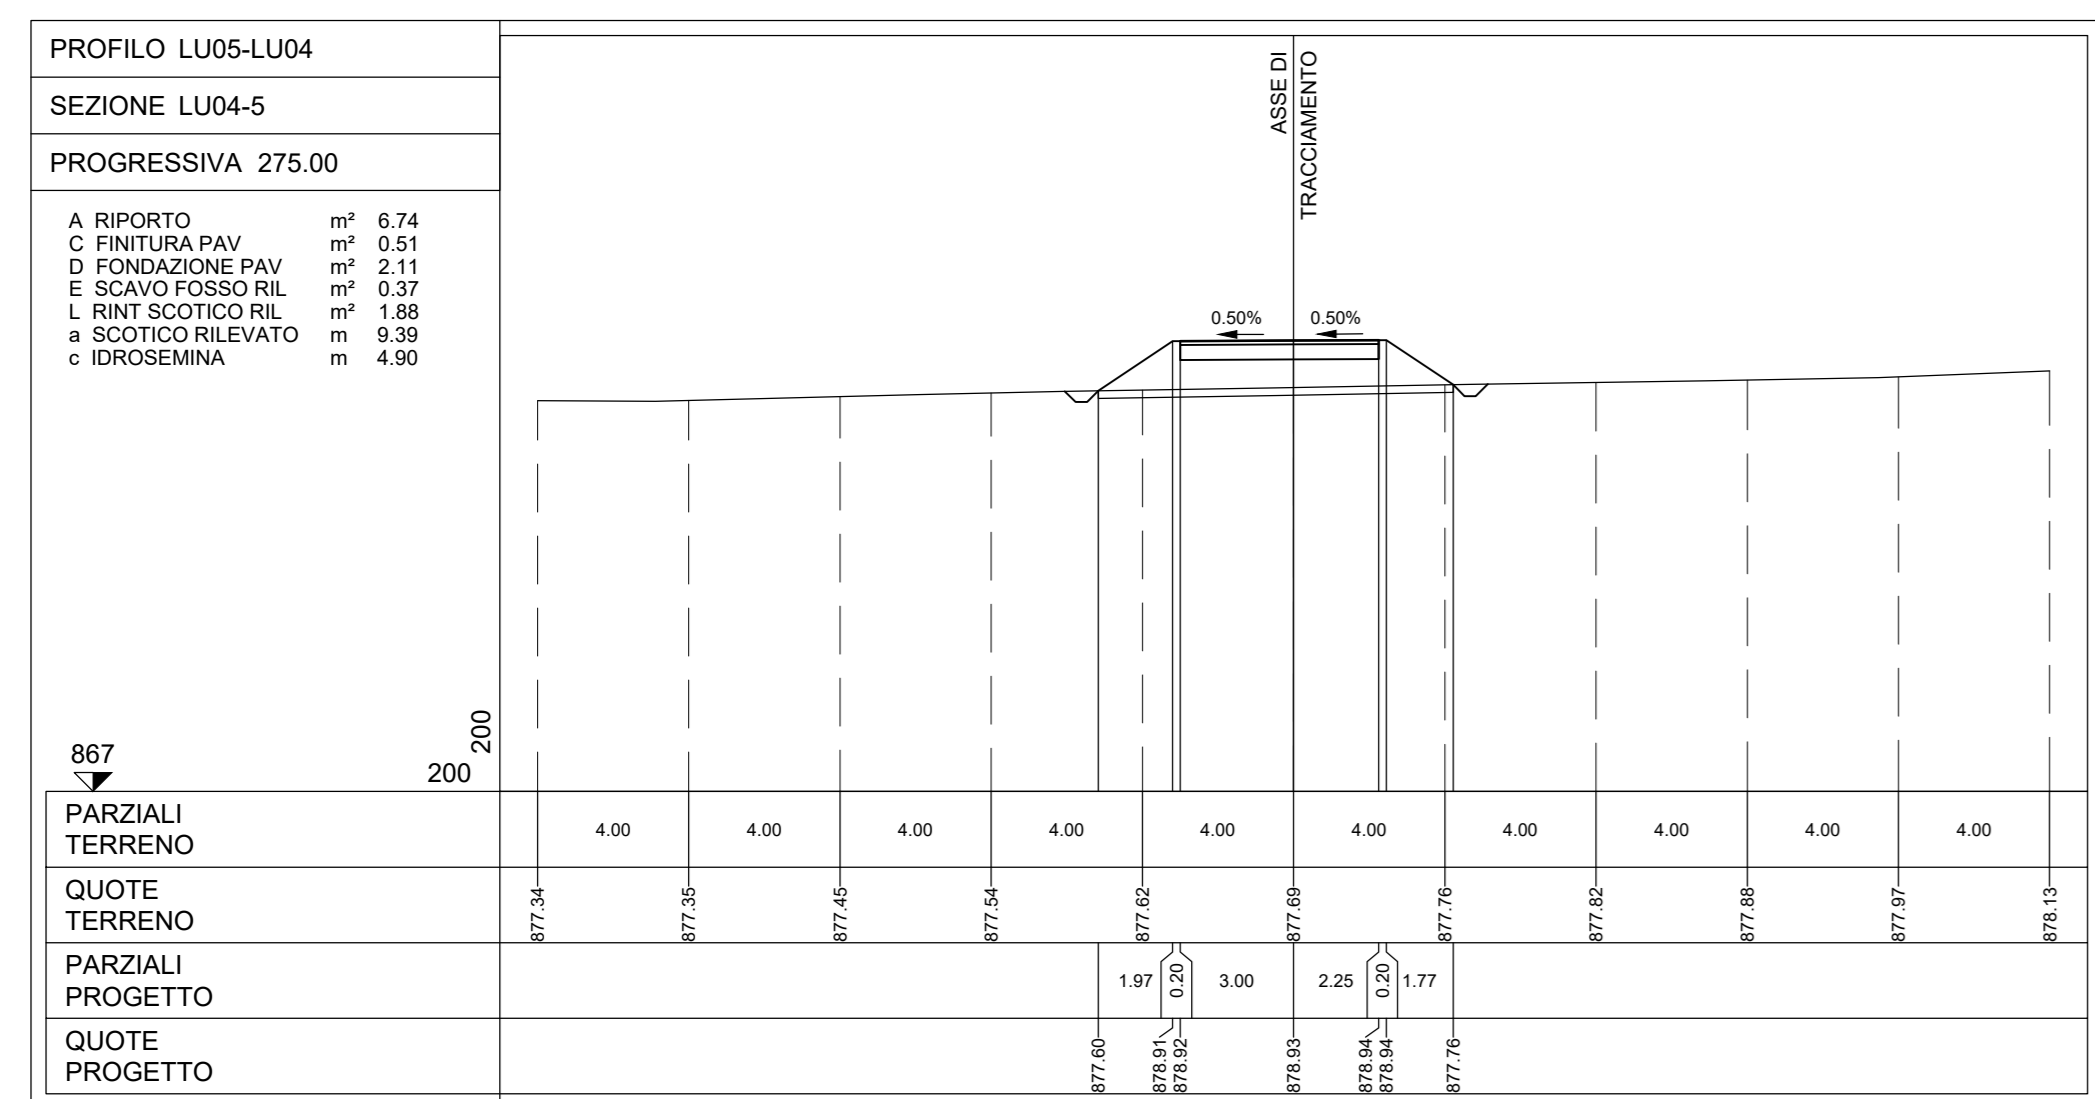 PROFILO LU05-LU04
SEZIONE LU04-5
PROGRESSIVA 275.00
A RIPORTO m² 6.74
C FINITURA PAV m² 0.51
D FONDAZIONE PAV m² 2.11
E SCAVO FOSSO RIL m² 0.37
L RINT SCOTICO RIL m² 1.88
a SCOTICO RILEVATO m 9.39
c IDROSEMINA m 4.90
ASSE DI
TRACCIAMENTO
0.50% 0.50%
867
200
200
PARZIALI
TERRENO
4.00 4.00 4.00 4.00 4.00 4.00 4.00 4.00 4.00 4.00
QUOTE
TERRENO
877.34 877.35 877.45 877.54 877.62 877.69 877.76 877.82 877.88 877.97 878.13
PARZIALI
PROGETTO
1.97 0.20 3.00 2.25 0.20 1.77
QUOTE
PROGETTO
877.60 878.91 878.92 878.93 878.94 878.94 877.76